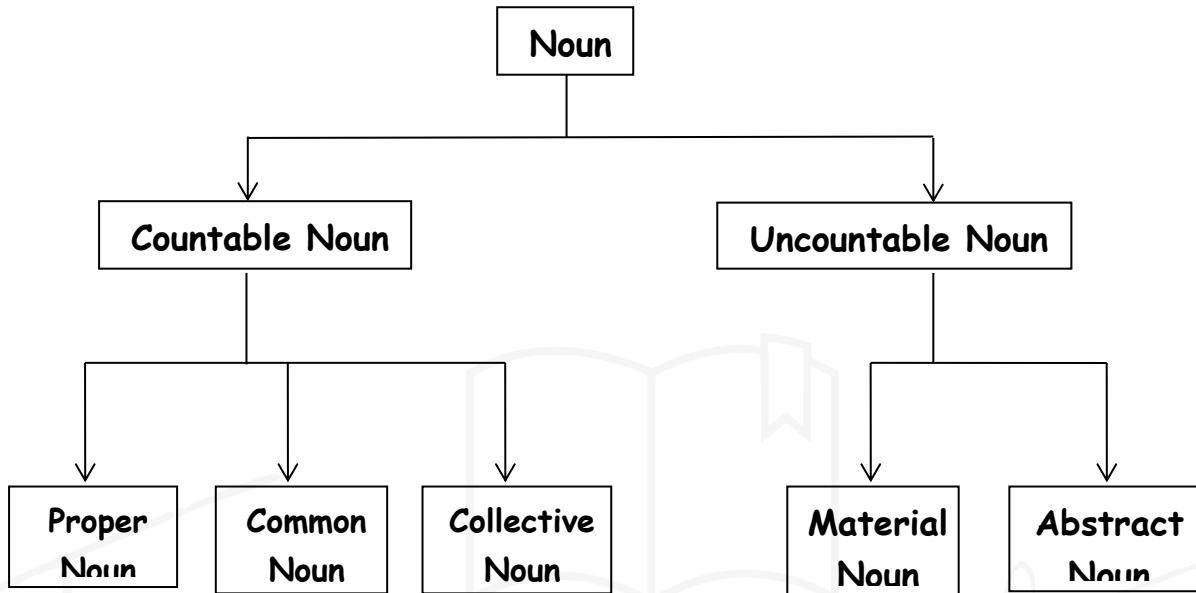 Noun
Countable Noun
Uncountable Noun
Proper
Noun
Common
Noun
Collective
Noun
Material
Noun
Abstract
Noun